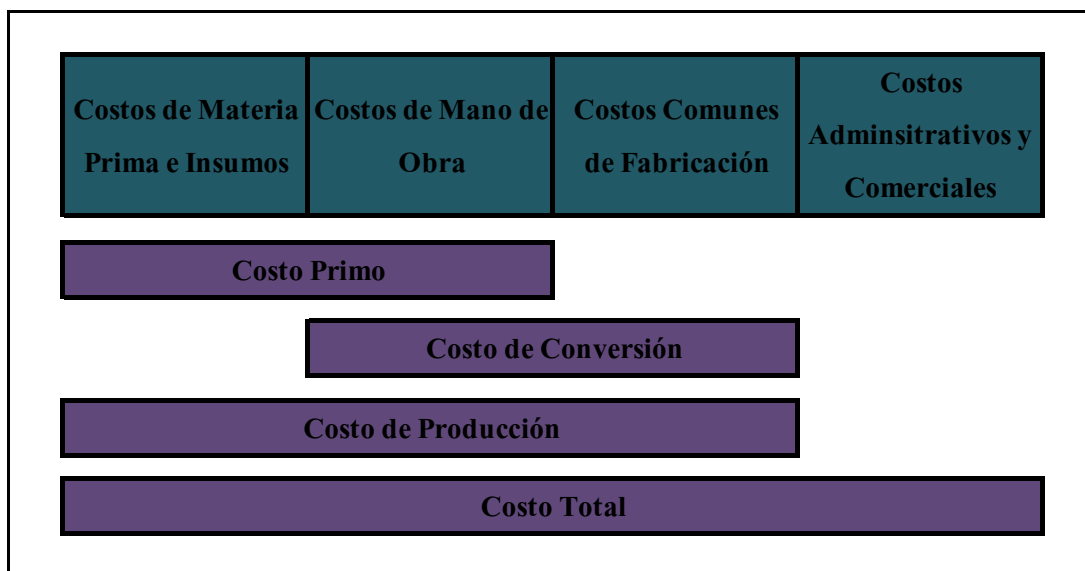 Costos de Materia
Prima e Insumos
Costos de Mano de
Obra
Costos Comunes
de Fabricación
Costos
Adminsitrativos y
Comerciales
Costo Primo
Costo de Conversión
Costo de Producción
Costo Total